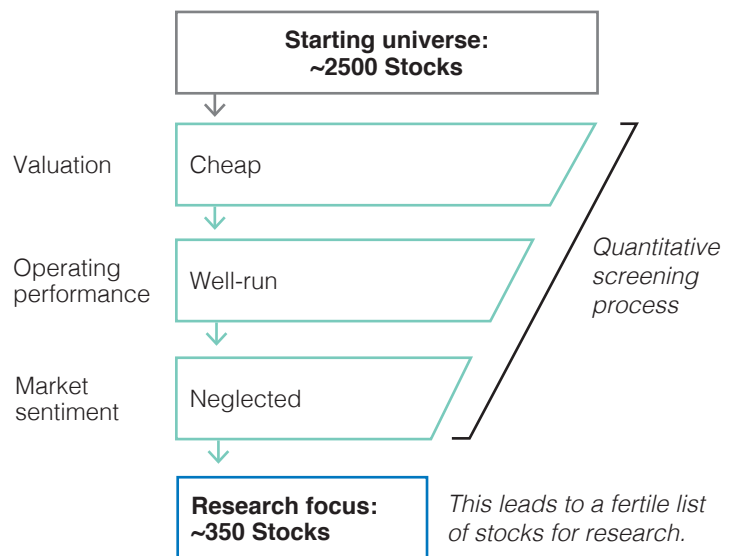 Starting universe:
~2500 Stocks
Valuation
Cheap
Operating
performance
Well-run
Quantitative
screening
process
Market
sentiment
Neglected
Research focus:
~350 Stocks
This leads to a fertile list
of stocks for research.